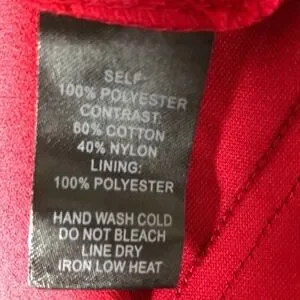 SELF:
100% POLYESTER
CONTRAST:
60% COTTON
40% NYLON
LINING:
100% POLYESTER
HAND WASH COLD
DO NOT BLEACH
LINE DRY
IRON LOW HEAT